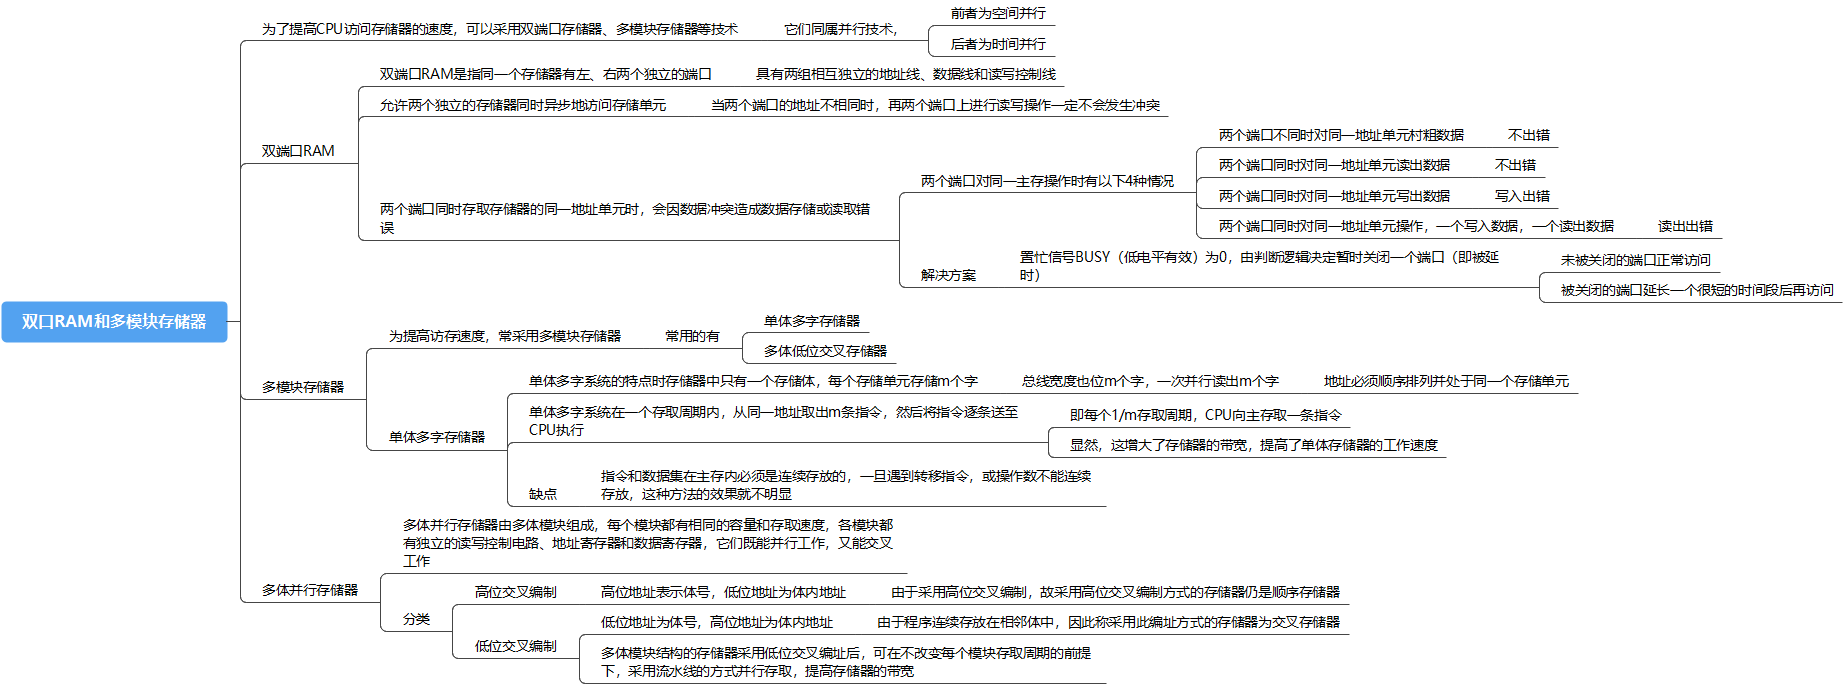 双口RAM和多模块存储器
为了提高CPU访问存储器的速度，可以采用双端口存储器、多模块存储器等技术
它们同属并行技术，
前者为空间并行
后者为时间并行
双端口RAM
双端口RAM是指同一个存储器有左、右两个独立的端口
具有两组相互独立的地址线、数据线和读写控制线
允许两个独立的存储器同时异步地访问存储单元
当两个端口的地址不相同时，再两个端口上进行读写操作一定不会发生冲突
两个端口同时存取存储器的同一地址单元时，会因数据冲突造成数据存储或读取错
误
两个端口对同一主存操作时有以下4种情况
两个端口不同时对同一地址单元村粗数据
不出错
两个端口同时对同一地址单元读出数据
不出错
两个端口同时对同一地址单元写出数据
写入出错
两个端口同时对同一地址单元操作，一个写入数据，一个读出数据
读出出错
解决方案
置忙信号BUSY（低电平有效）为0，由判断逻辑决定暂时关闭一个端口（即被延
时）
未被关闭的端口正常访问
被关闭的端口延长一个很短的时间段后再访问
多模块存储器
为提高访存速度，常采用多模块存储器
常用的有
单体多字存储器
多体低位交叉存储器
单体多字存储器
单体多字系统的特点时存储器中只有一个存储体，每个存储单元存储m个字
总线宽度也位m个字，一次并行读出m个字
地址必须顺序排列并处于同一个存储单元
单体多字系统在一个存取周期内，从同一地址取出m条指令，然后将指令逐条送至
CPU执行
即每个1/m存取周期，CPU向主存取一条指令
显然，这增大了存储器的带宽，提高了单体存储器的工作速度
缺点
指令和数据集在主存内必须是连续存放的，一旦遇到转移指令，或操作数不能连续
存放，这种方法的效果就不明显
多体并行存储器
多体并行存储器由多体模块组成，每个模块都有相同的容量和存取速度，各模块都
有独立的读写控制电路、地址寄存器和数据寄存器，它们既能并行工作，又能交叉
工作
分类
高位交叉编制
高位地址表示体号，低位地址为体内地址
由于采用高位交叉编制，故采用高位交叉编制方式的存储器仍是顺序存储器
低位交叉编制
低位地址为体号，高位地址为体内地址
由于程序连续存放在相邻体中，因此称采用此编址方式的存储器为交叉存储器
多体模块结构的存储器采用低位交叉编址后，可在不改变每个模块存取周期的前提
下，采用流水线的方式并行存取，提高存储器的带宽